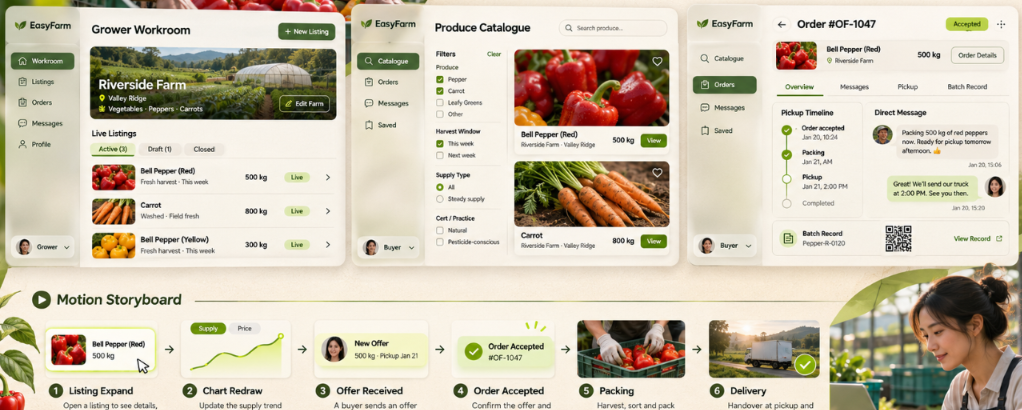 EasyFarm
Workroom
Listings
Orders
Messages
Profile
Grower
Grower Workroom
+ New Listing
Riverside Farm
Valley Ridge
Vegetables · Peppers · Carrots
Edit Farm
Live Listings
Active (3)
Draft (1)
Closed
Bell Pepper (Red)
Fresh harvest · This week
500 kg
Live
Carrot
Washed · Field fresh
800 kg
Live
Bell Pepper (Yellow)
Fresh harvest · This week
300 kg
Live
EasyFarm
Catalogue
Orders
Messages
Saved
Buyer
Produce Catalogue
Search produce...
Filters
Clear
Produce
Pepper
Carrot
Leafy Greens
Other
Harvest Window
This week
Next week
Supply Type
All
Steady supply
Cert / Practice
Natural
Pesticide-conscious
Bell Pepper (Red)
Riverside Farm · Valley Ridge
500 kg
View
Carrot
Riverside Farm · Valley Ridge
800 kg
View
EasyFarm
Catalogue
Orders
Messages
Saved
Buyer
Order #OF-1047
Accepted
Bell Pepper (Red)
Riverside Farm
500 kg
Order Details
Overview
Messages
Pickup
Batch Record
Pickup Timeline
Order accepted
Jan 20, 10:24
Packing
Jan 21, AM
Pickup
Jan 21, 2:00 PM
Completed
Direct Message
Packing 500 kg of red peppers
now. Ready for pickup tomorrow
afternoon. 👍
Jan 20, 15:06
Great! We'll send our truck
at 2:00 PM. See you then.
Jan 20, 15:20
Batch Record
Pepper-R-0120
View Record
Motion Storyboard
Bell Pepper (Red)
500 kg
1 Listing Expand
Open a listing to see details,
Supply
Price
2 Chart Redraw
Update the supply trend
New Offer
500 kg · Pickup Jan 21
3 Offer Received
A buyer sends an offer
Order Accepted
#OF-1047
4 Order Accepted
Confirm the offer and
5 Packing
Harvest, sort and pack
6 Delivery
Handover at pickup and